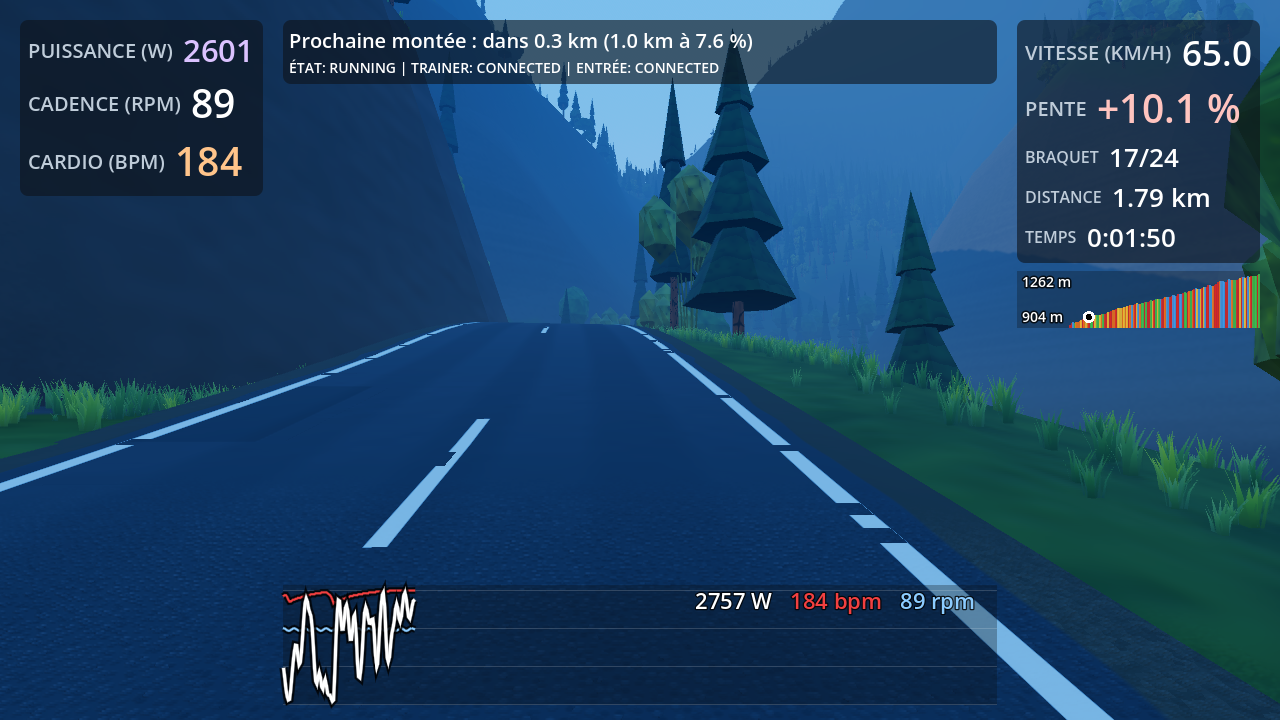 PUISSANCE (W) 2601
CADENCE (RPM) 89
CARDIO (BPM) 184
Prochaine montée : dans 0.3 km (1.0 km à 7.6 %)
ÉTAT: RUNNING | TRAINER: CONNECTED | ENTRÉE: CONNECTED
VITESSE (KM/H) 65.0
PENTE +10.1 %
BRAQUET 17/24
DISTANCE 1.79 km
TEMPS 0:01:50
1262 m
904 m
2757 W 184 bpm 89 rpm